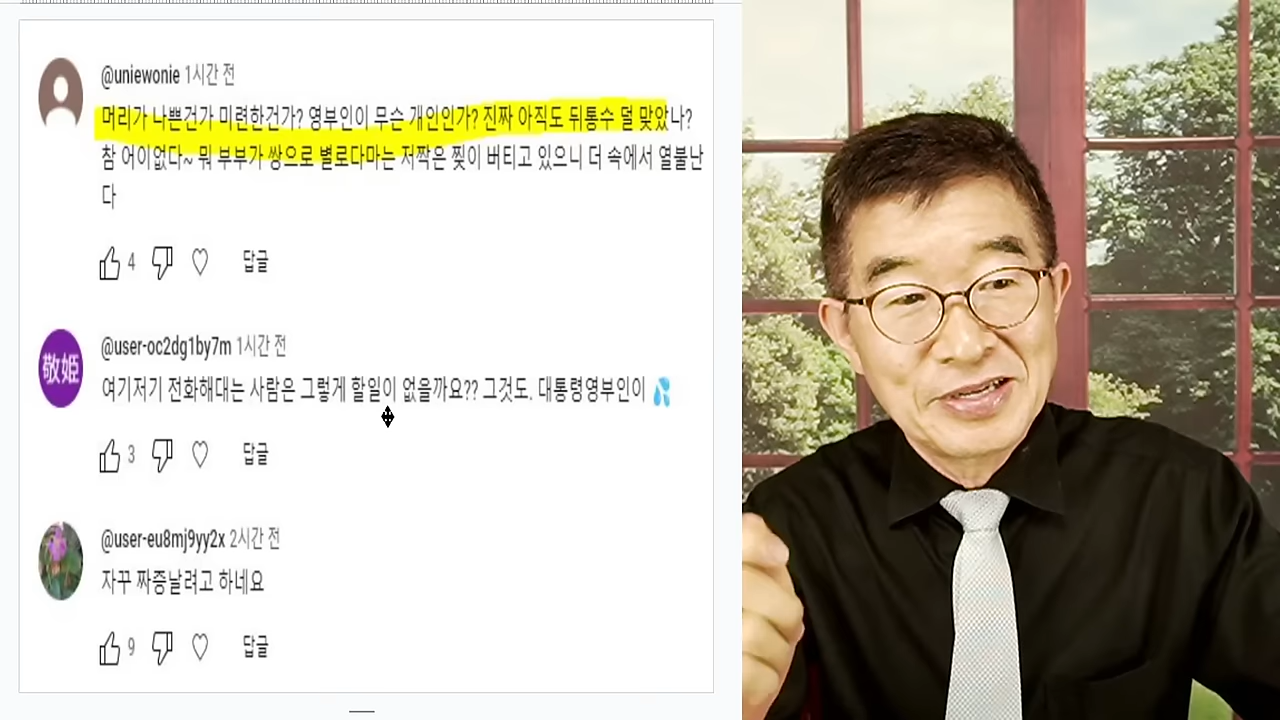 @uniewonie 1시간 전
머리가 나쁜건가 미련한건가? 영부인이 무슨 개인인가? 진짜 아직도 뒤통수 덜 맞았나?
참 어이없다~ 뭐 부부가 쌍으로 별로다마는 저짝은 찢이 버티고 있으니 더 속에서 열불난
다
4 답글
敬姫
@user-oc2dg1by7m 1시간 전
여기저기 전화해대는 사람은 그렇게 할일이 없을까요?? 그것도. 대통령영부인이 💦
3 답글
@user-eu8mj9yy2x 2시간 전
자꾸 짜증날려고 하네요
9 답글